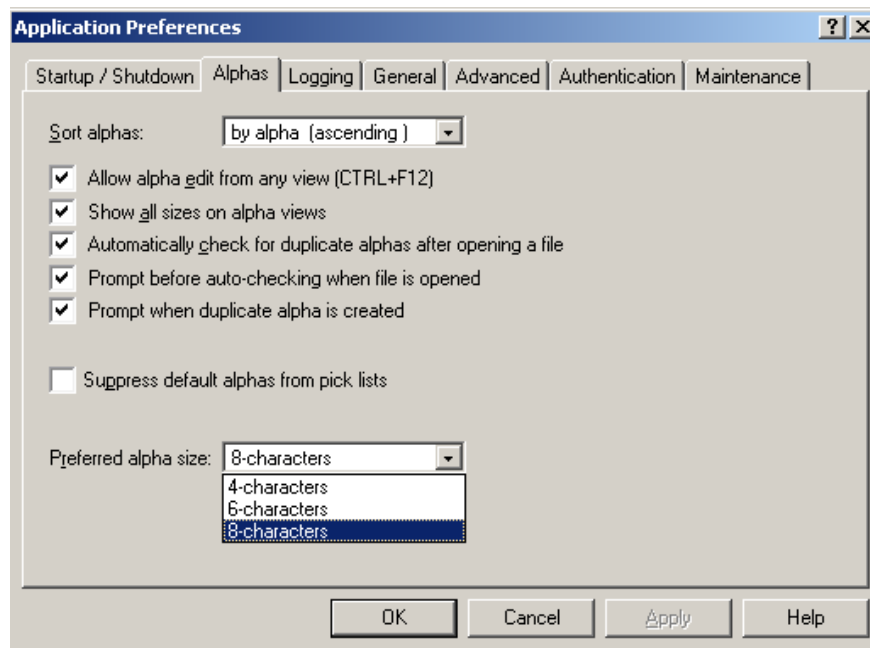 Application Preferences
Startup / Shutdown Alphas Logging General Advanced Authentication Maintenance
Sort alphas: by alpha (ascending )
Allow alpha edit from any view (CTRL+F12)
Show all sizes on alpha views
Automatically check for duplicate alphas after opening a file
Prompt before auto-checking when file is opened
Prompt when duplicate alpha is created
Suppress default alphas from pick lists
Preferred alpha size: 8-characters
4-characters
6-characters
8-characters
OK Cancel Apply Help